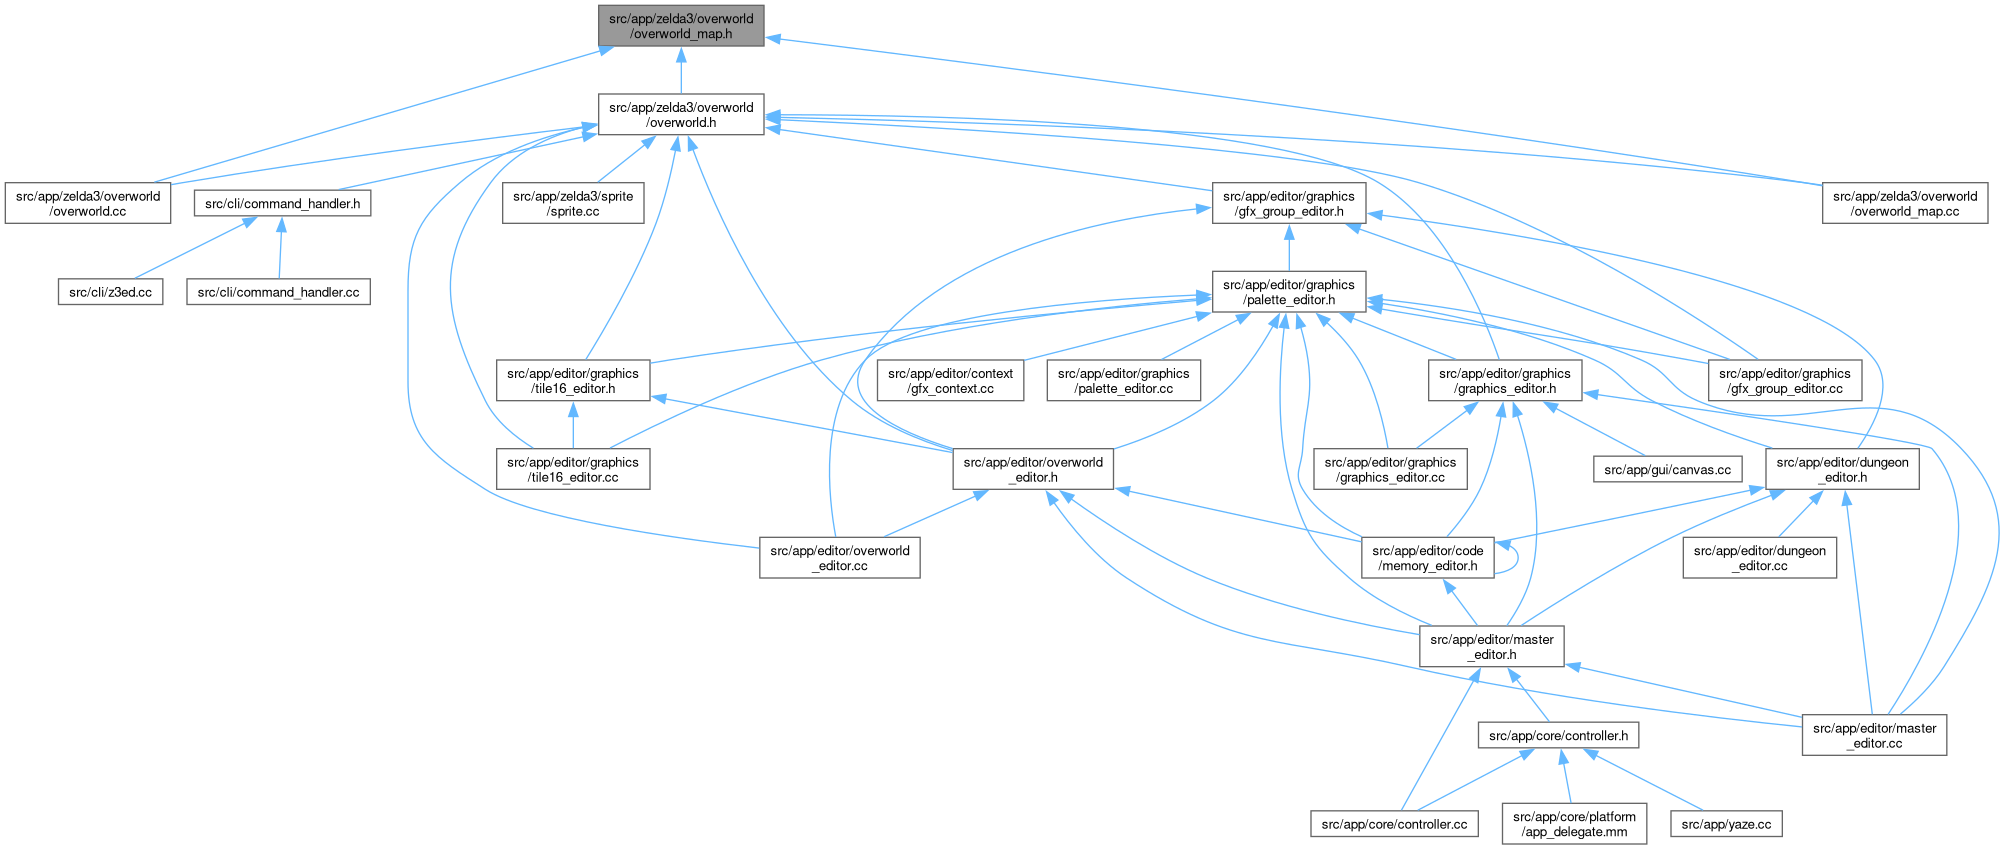 src/app/zelda3/overworld
/overworld_map.h
src/app/zelda3/overworld
/overworld.h
src/app/zelda3/overworld
/overworld.cc
src/cli/command_handler.h
src/app/zelda3/sprite
/sprite.cc
src/app/editor/graphics
/gfx_group_editor.h
src/app/zelda3/overworld
/overworld_map.cc
src/cli/z3ed.cc
src/cli/command_handler.cc
src/app/editor/graphics
/palette_editor.h
src/app/editor/graphics
/tile16_editor.h
src/app/editor/context
/gfx_context.cc
src/app/editor/graphics
/palette_editor.cc
src/app/editor/graphics
/graphics_editor.h
src/app/editor/graphics
/gfx_group_editor.cc
src/app/editor/graphics
/tile16_editor.cc
src/app/editor/overworld
_editor.h
src/app/editor/graphics
/graphics_editor.cc
src/app/gui/canvas.cc
src/app/editor/dungeon
_editor.h
src/app/editor/overworld
_editor.cc
src/app/editor/code
/memory_editor.h
src/app/editor/dungeon
_editor.cc
src/app/editor/master
_editor.h
src/app/core/controller.h
src/app/editor/master
_editor.cc
src/app/core/controller.cc
src/app/core/platform
/app_delegate.mm
src/app/yaze.cc